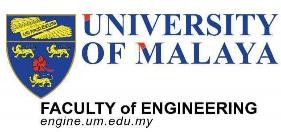 UNIVERSITY
OF MALAYA
FACULTY of ENGINEERING
engine.um.edu.my